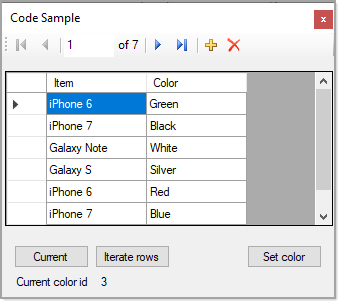 Code Sample x
1 of 7
Item Color
iPhone 6 Green
iPhone 7 Black
Galaxy Note White
Galaxy S Silver
iPhone 6 Red
iPhone 7 Blue
Current Iterate rows Set color
Current color id 3